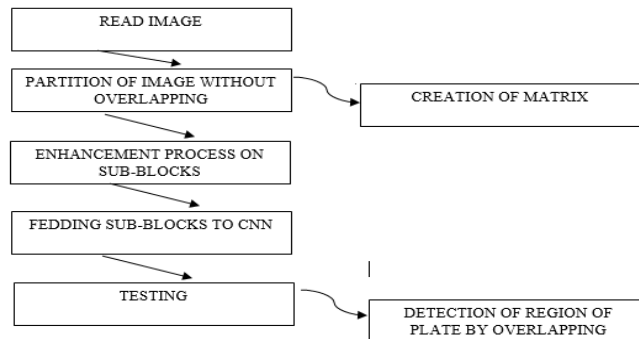 READ IMAGE
PARTITION OF IMAGE WITHOUT
OVERLAPPING
CREATION OF MATRIX
ENHANCEMENT PROCESS ON
SUB-BLOCKS
FEDDING SUB-BLOCKS TO CNN
TESTING
DETECTION OF REGION OF
PLATE BY OVERLAPPING